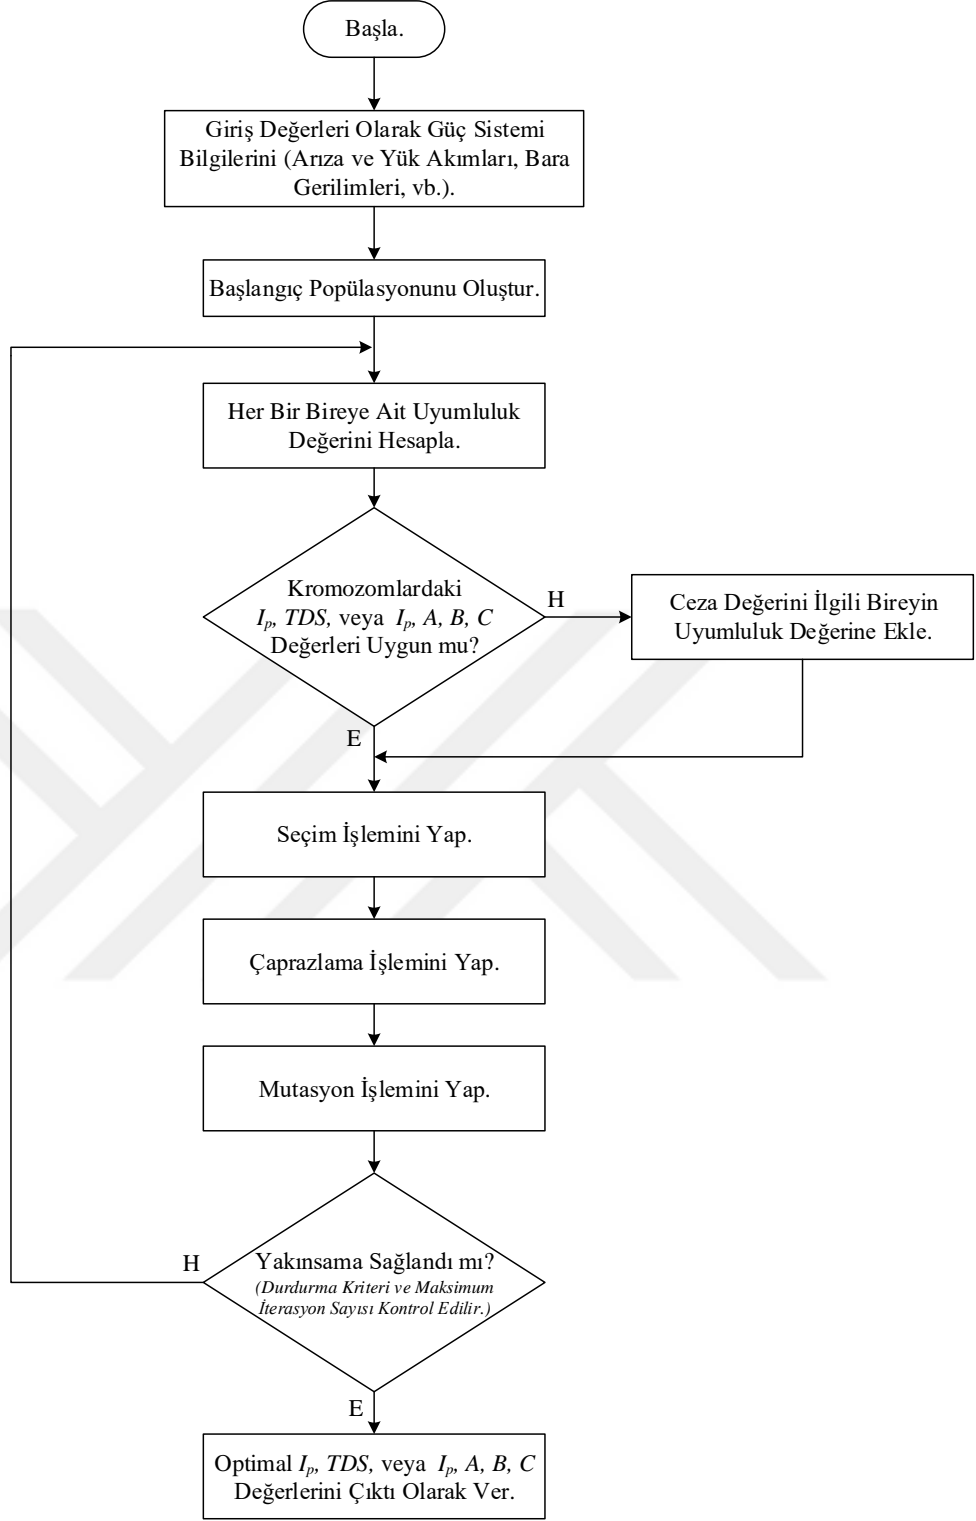 Başla.
Giriş Değerleri Olarak Güç Sistemi
Bilgilerini (Arıza ve Yük Akımları, Bara
Gerilimleri, vb.).
Başlangıç Popülasyonunu Oluştur.
Her Bir Bireye Ait Uyumluluk
Değerini Hesapla.
Kromozomlardaki
Ip, TDS, veya Ip, A, B, C
Değerleri Uygun mu?
H
Ceza Değerini İlgili Bireyin
Uyumluluk Değerine Ekle.
E
Seçim İşlemini Yap.
Çaprazlama İşlemini Yap.
Mutasyon İşlemini Yap.
H
Yakınsama Sağlandı mı?
(Durdurma Kriteri ve Maksimum
İterasyon Sayısı Kontrol Edilir.)
E
Optimal Ip, TDS, veya Ip, A, B, C
Değerlerini Çıktı Olarak Ver.